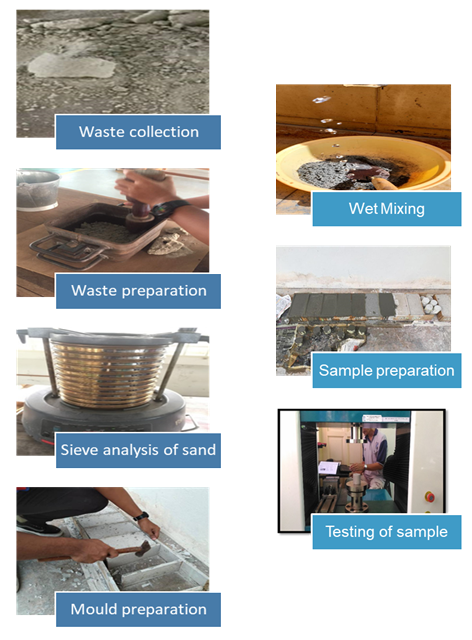 Waste collection
Waste preparation
Sieve analysis of sand
Mould preparation
Wet Mixing
Sample preparation
Testing of sample